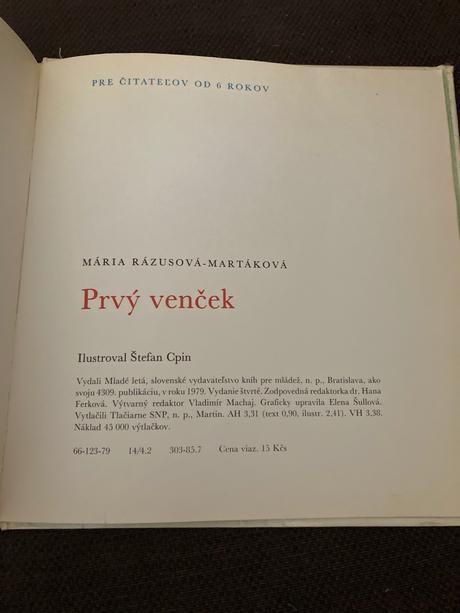 PRE ČITATEĽOV OD 6 ROKOV
MÁRIA RÁZUSOVÁ-MARTÁKOVÁ
Prvý venček
Ilustroval Štefan Cpin
Vydali Mladé letá, slovenské vydavateľstvo kníh pre mládež, n. p., Bratislava, ako
svoju 4309. publikáciu, v roku 1979. Vydanie štvrté. Zodpovedná redaktorka dr. Hana
Ferková. Výtvarný redaktor Vladimír Machaj. Graficky upravila Elena Šullová.
Vytlačili Tlačiarne SNP, n. p., Martin. AH 3,31 (text 0,90, ilustr. 2,41). VH 3,38.
Náklad 45 000 výtlačkov.
66-123-79 14/4.2 303-85.7 Cena viaz. 15 Kčs